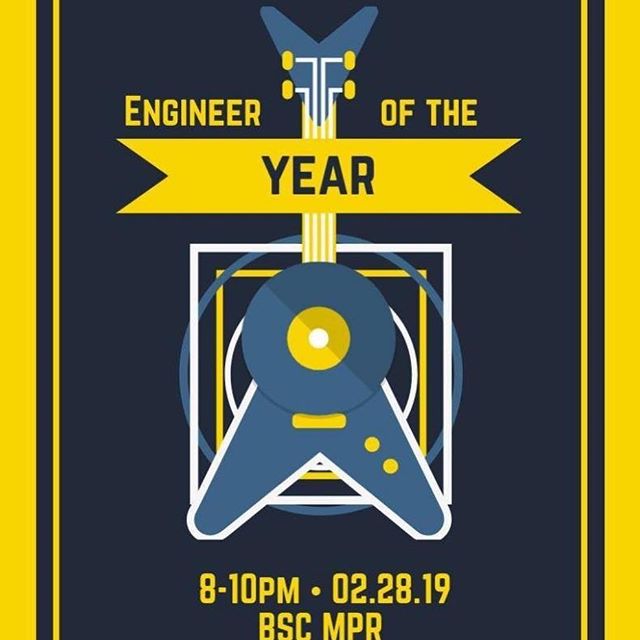 Engineer of the
YEAR
8-10pm • 02.28.19
BSC MPR